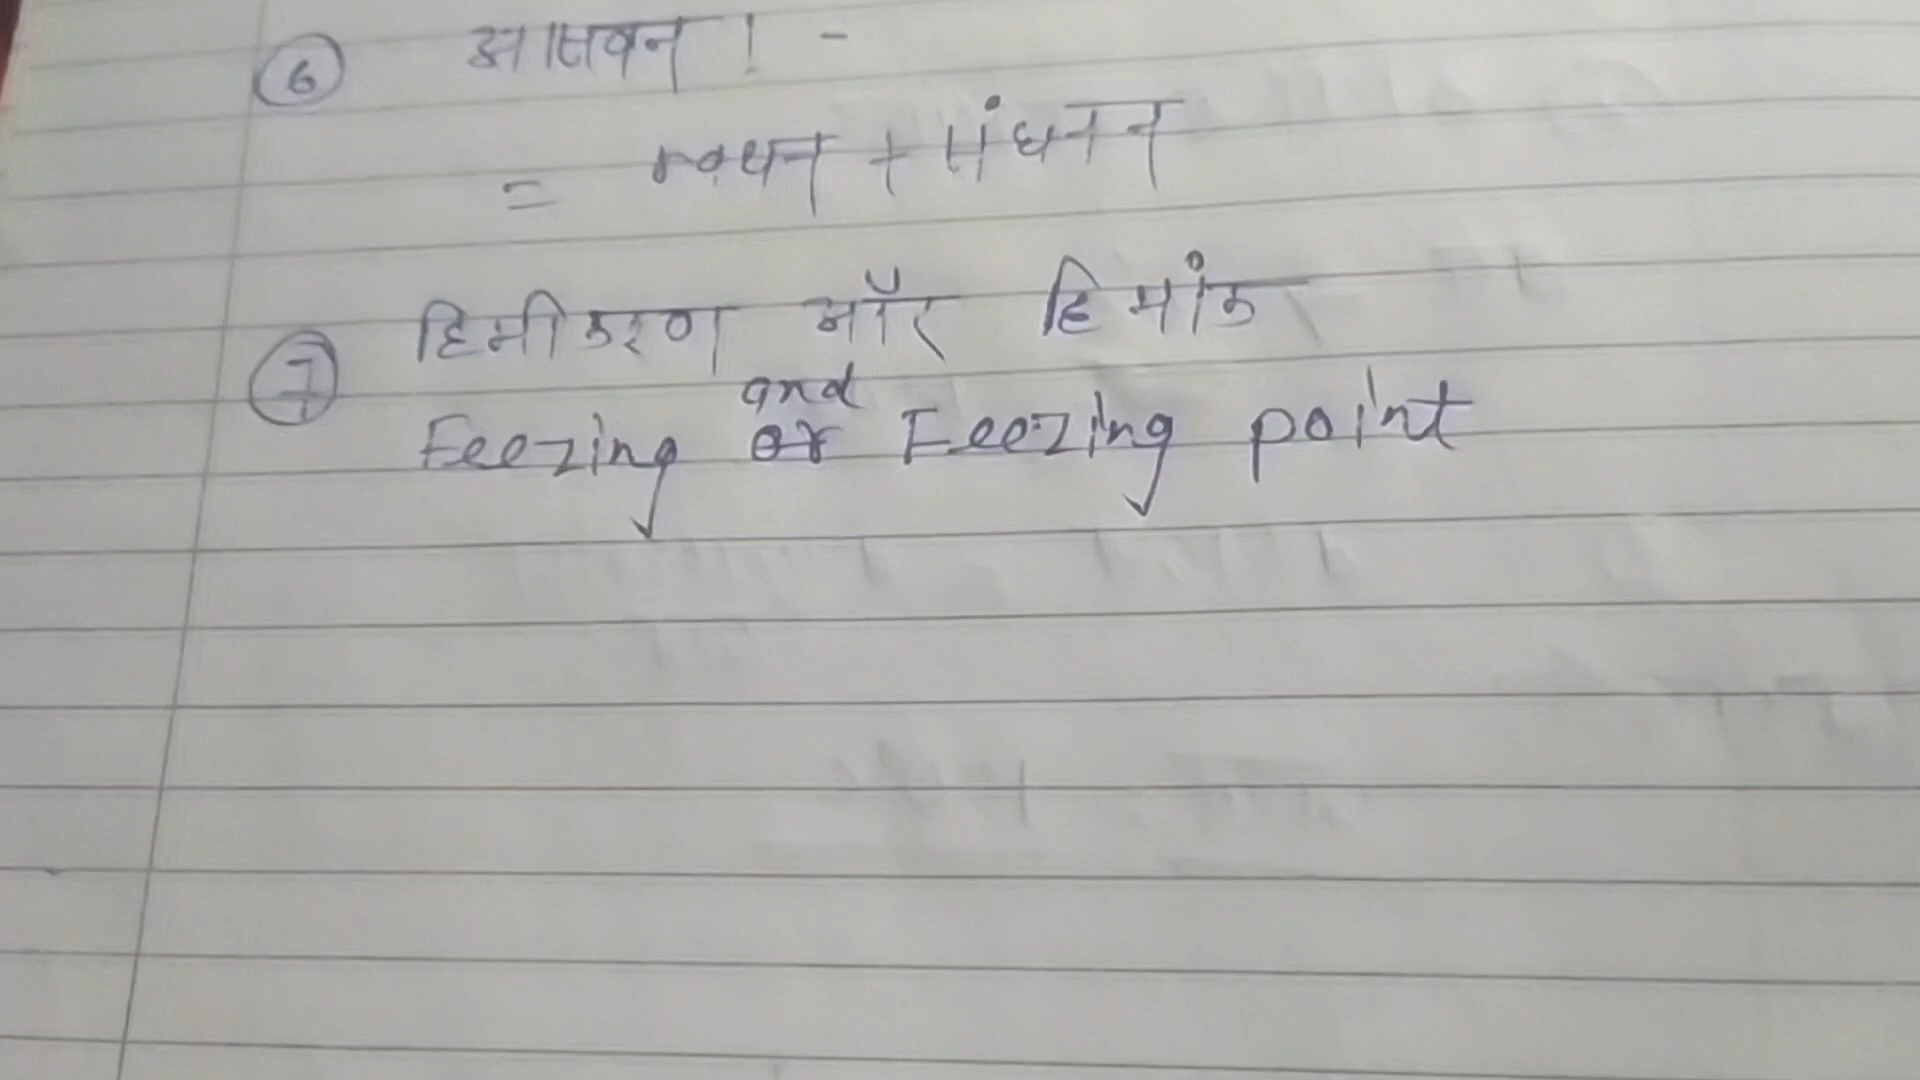 ⑥ आसवन ! -
= क्वथन + संघनन
⑦ हिमीकरण और हिमांक
and
Feezing or Feezing point